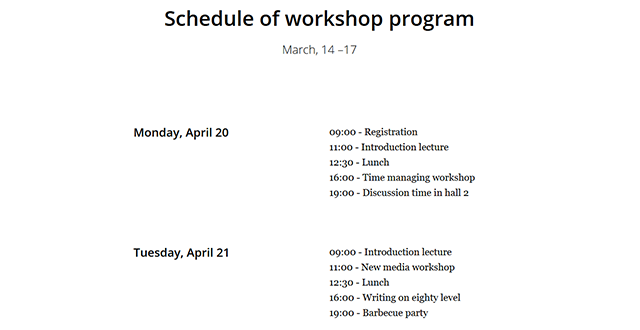 Schedule of workshop program
March, 14 –17
Monday, April 20
09:00 - Registration
11:00 - Introduction lecture
12:30 - Lunch
16:00 - Time managing workshop
19:00 - Discussion time in hall 2
Tuesday, April 21
09:00 - Introduction lecture
11:00 - New media workshop
12:30 - Lunch
16:00 - Writing on eighty level
19:00 - Barbecue party